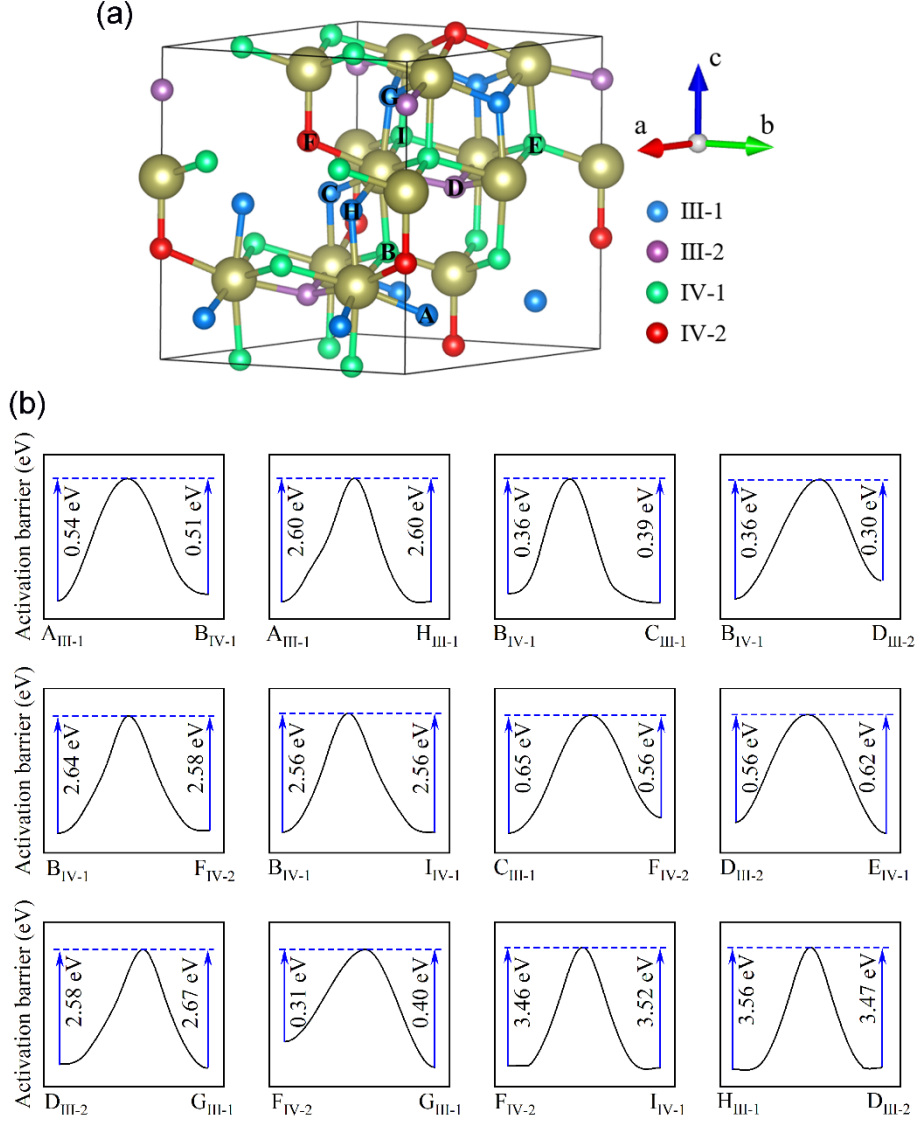 (a)
c
a
b
G
F
I
E
D
C
H
B
A
III-1
III-2
IV-1
IV-2
(b)
Activation barrier (eV)
0.54 eV
0.51 eV
2.60 eV
2.60 eV
0.36 eV
0.39 eV
0.36 eV
0.30 eV
A_III-1 B_IV-1
A_III-1 H_III-1
B_IV-1 C_III-1
B_IV-1 D_III-2
Activation barrier (eV)
2.64 eV
2.58 eV
2.56 eV
2.56 eV
0.65 eV
0.56 eV
0.56 eV
0.62 eV
B_IV-1 F_IV-2
B_IV-1 I_IV-1
C_III-1 F_IV-2
D_III-2 E_IV-1
Activation barrier (eV)
2.58 eV
2.67 eV
0.31 eV
0.40 eV
3.46 eV
3.52 eV
3.56 eV
3.47 eV
D_III-2 G_III-1
F_IV-2 G_III-1
F_IV-2 I_IV-1
H_III-1 D_III-2